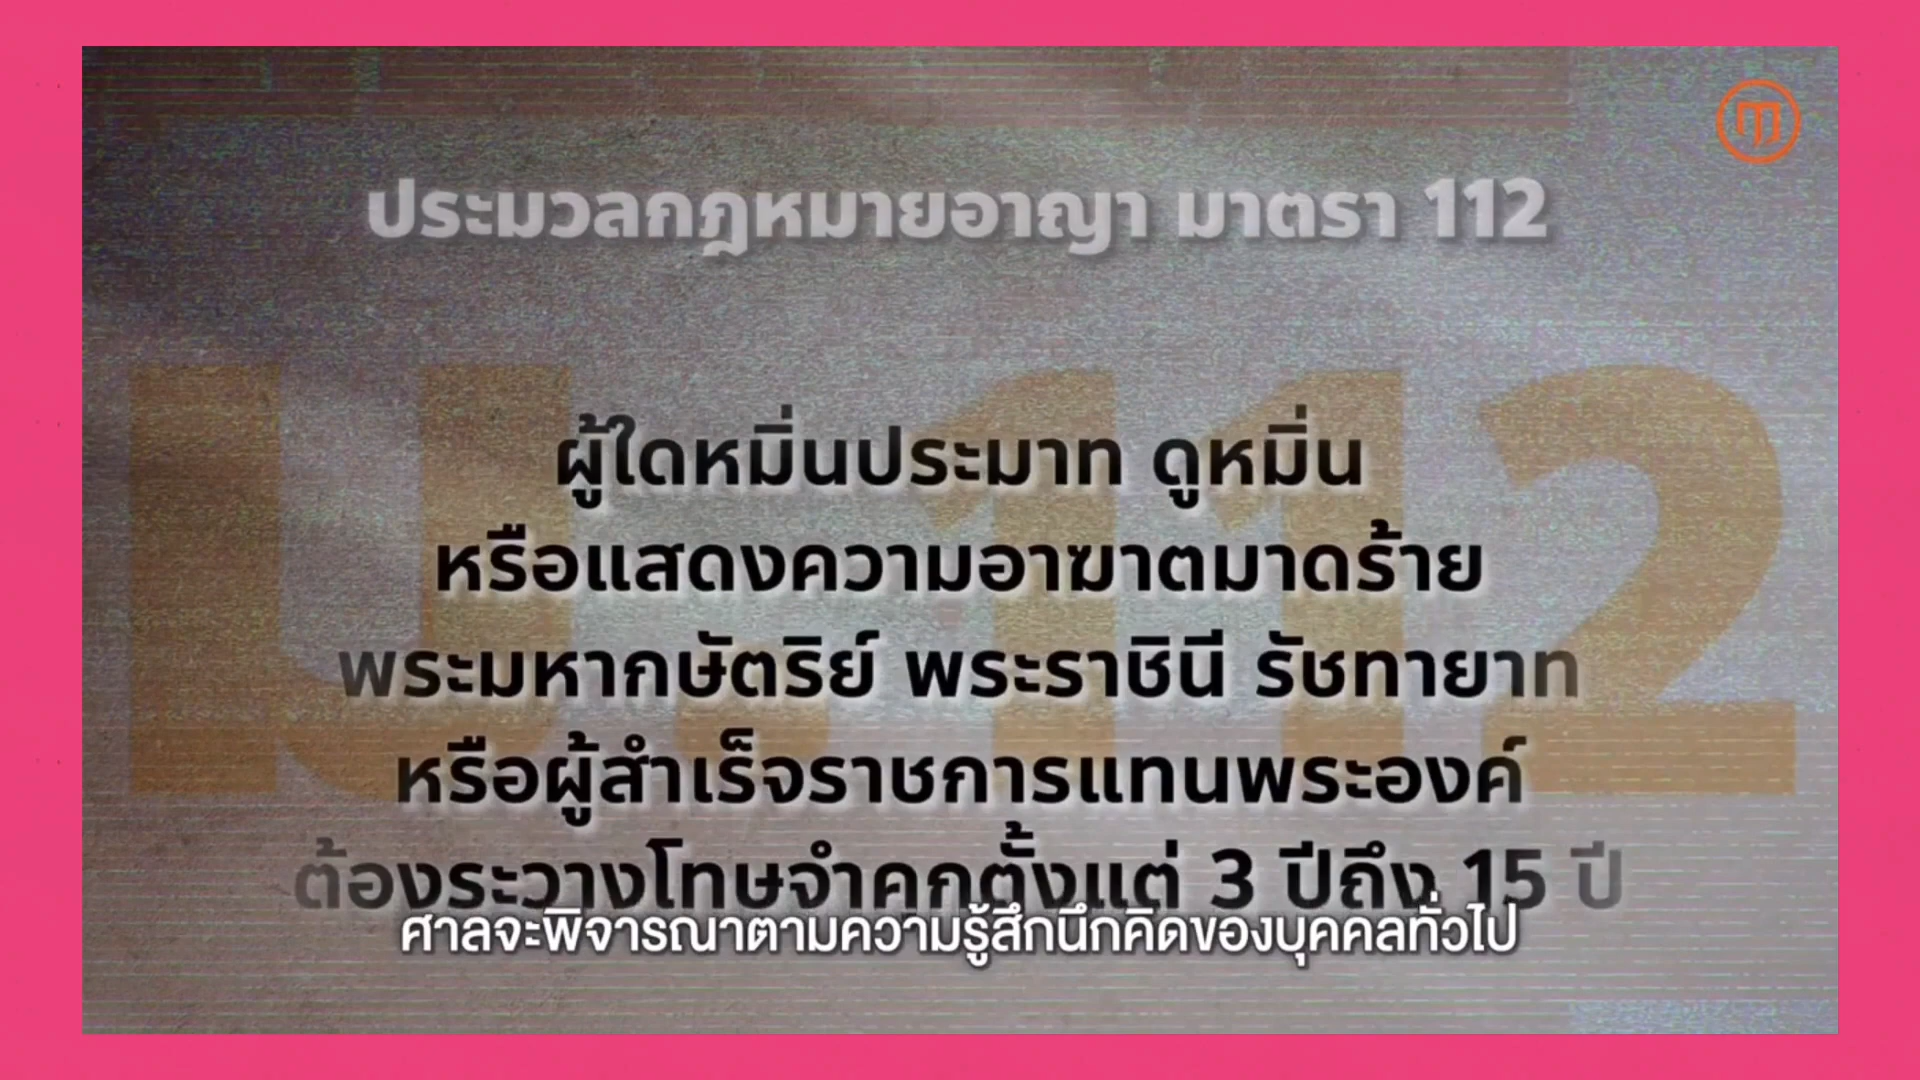 ประมวลกฎหมายอาญา มาตรา 112
ม.112
ผู้ใดหมิ่นประมาท ดูหมิ่น
หรือแสดงความอาฆาตมาดร้าย
พระมหากษัตริย์ พระราชินี รัชทายาท
หรือผู้สำเร็จราชการแทนพระองค์
ต้องระวางโทษจำคุกตั้งแต่ 3 ปีถึง 15 ปี
ศาลจะพิจารณาตามความรู้สึกนึกคิดของบุคคลทั่วไป